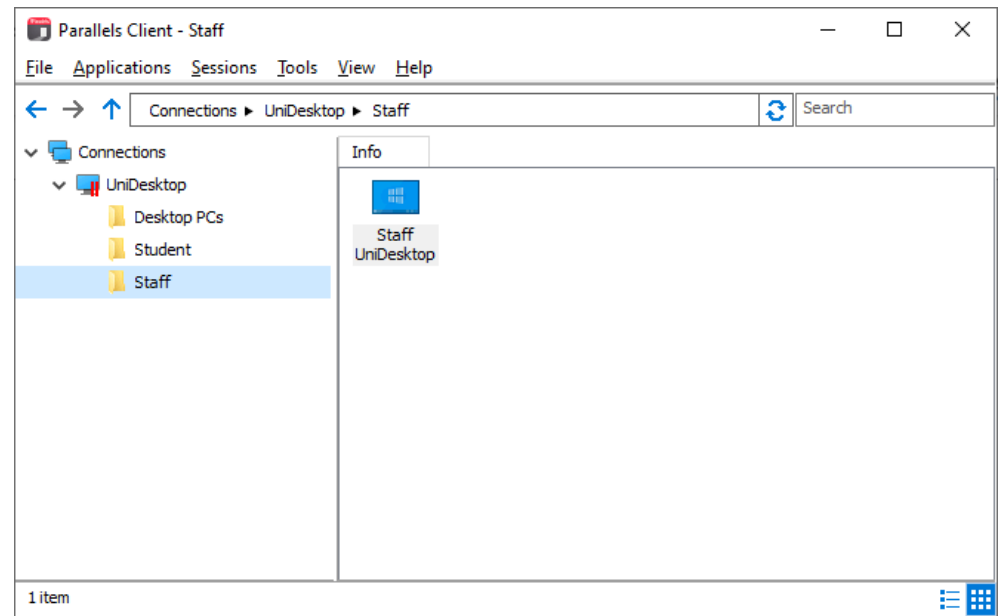 Parallels Client - Staff
File Applications Sessions Tools View Help
Connections ► UniDesktop ► Staff
Search
Connections
UniDesktop
Desktop PCs
Student
Staff
Info
Staff
UniDesktop
1 item